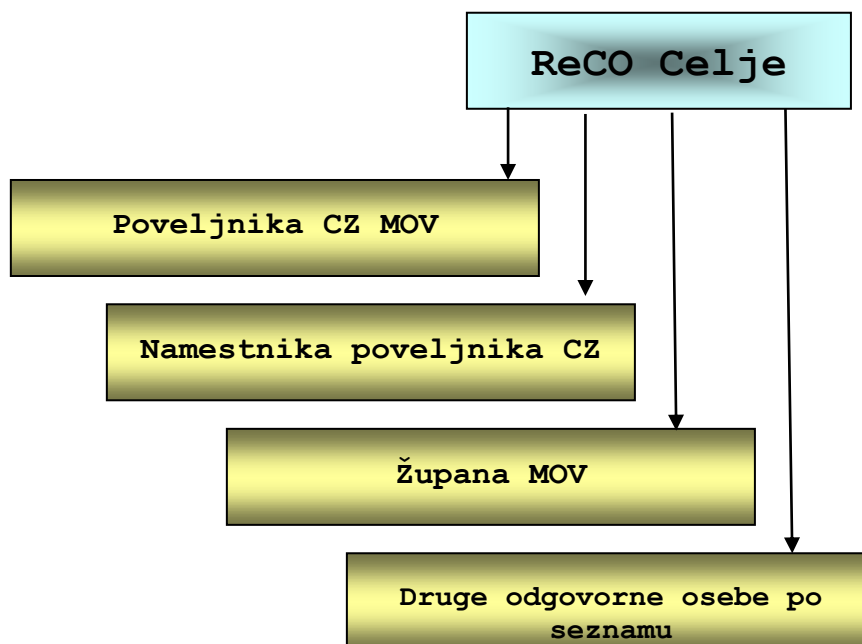 ReCO Celje
Poveljnika CZ MOV
Namestnika poveljnika CZ
Župana MOV
Druge odgovorne osebe po
seznamu